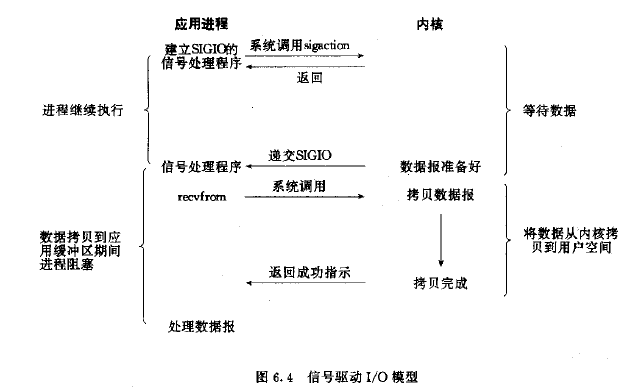 应用进程 内核
建立SIGIO的 系统调用sigaction
信号处理程序
返回
进程继续执行 等待数据
递交SIGIO
信号处理程序 数据报准备好
系统调用
recvfrom 拷贝数据报
数据拷贝到应
用缓冲区期间
进程阻塞
将数据从内核拷
贝到用户空间
返回成功指示
拷贝完成
处理数据报
图 6.4 信号驱动 I/O 模型